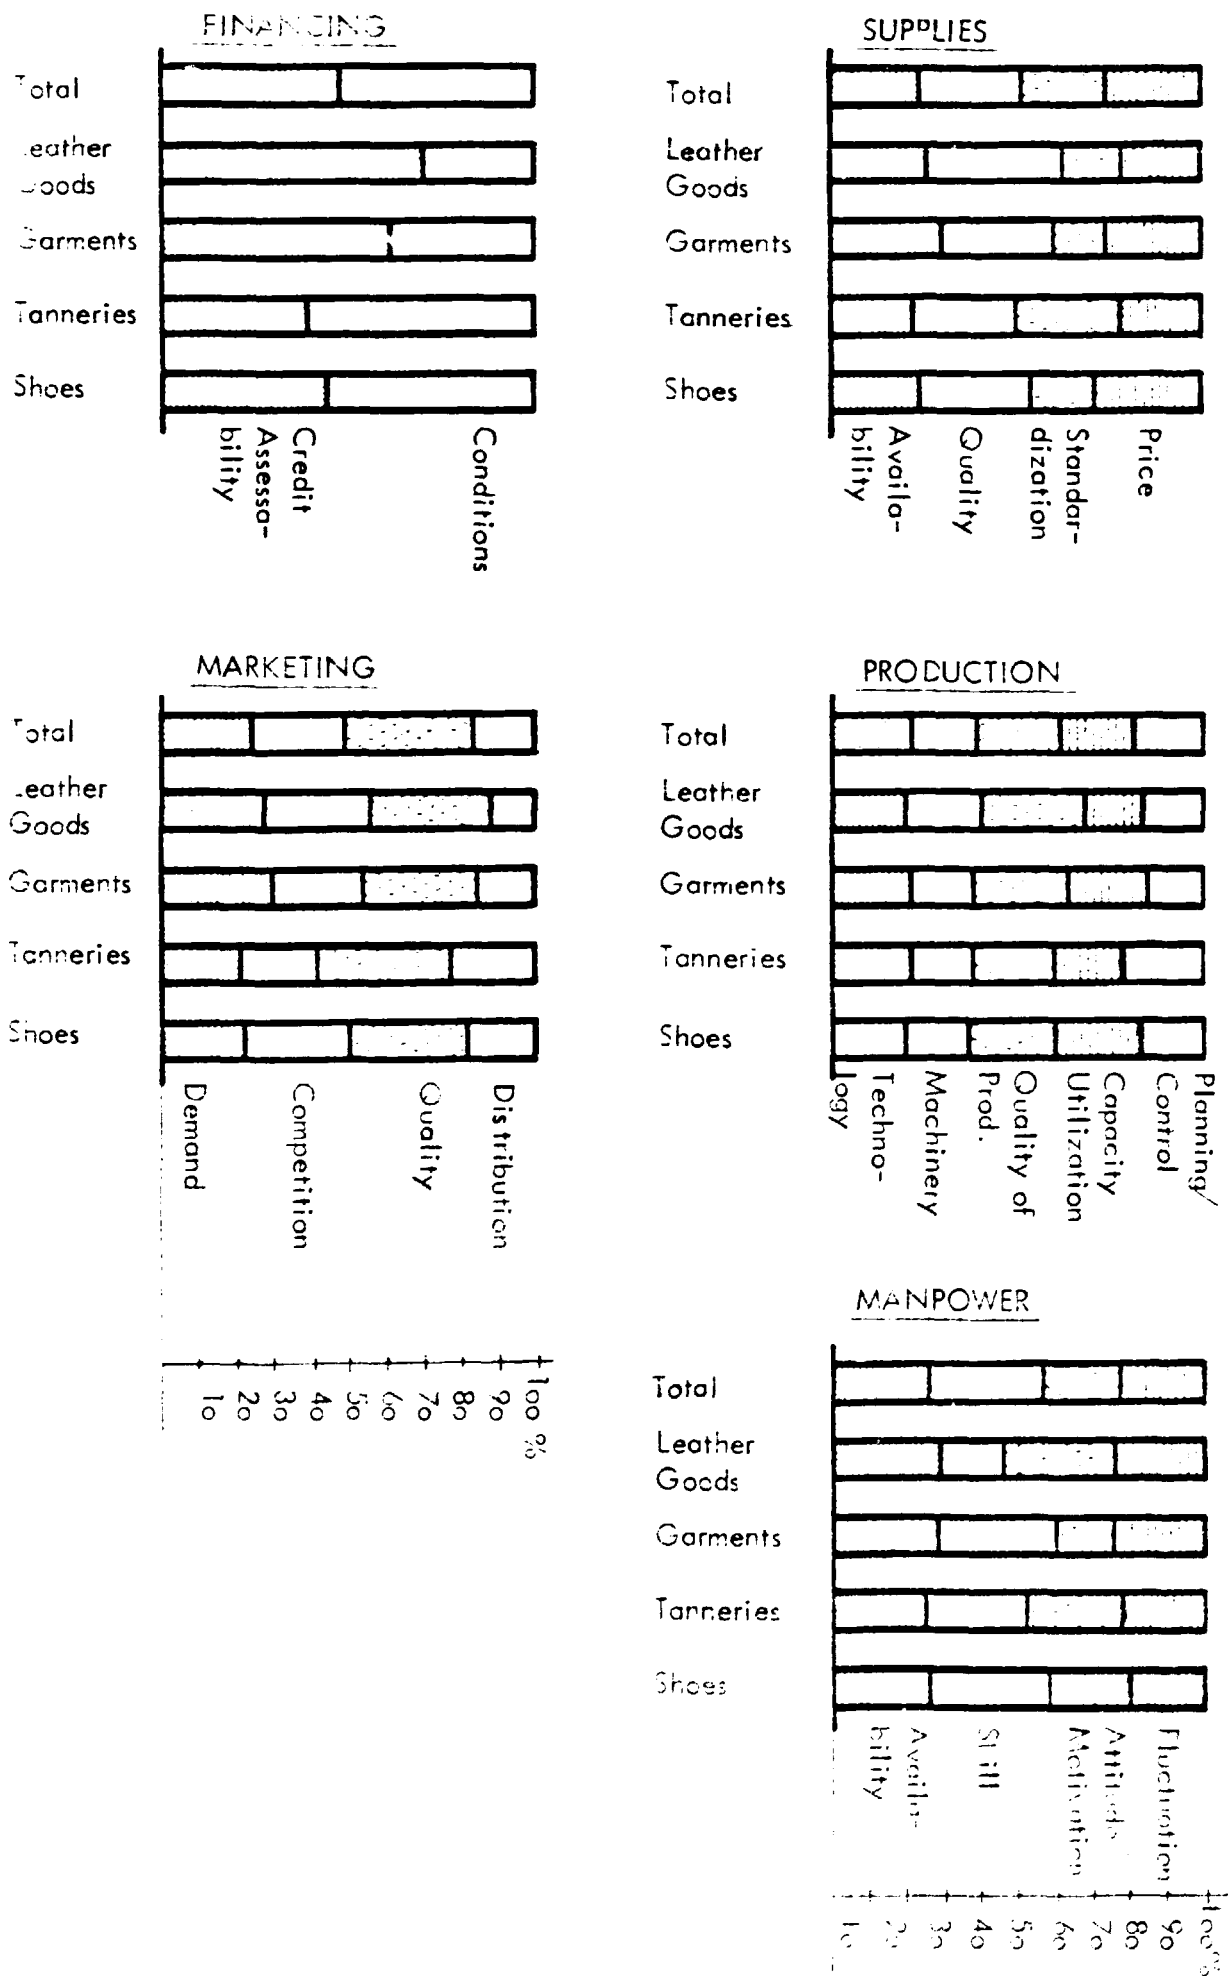 FINANCING
Total
Leather
Goods
Garments
Tanneries
Shoes
Credit
Assessa-
bility
Conditions
SUPPLIES
Total
Leather
Goods
Garments
Tanneries
Shoes
Availa-
bility
Quality
Standar-
dization
Price
MARKETING
Total
Leather
Goods
Garments
Tanneries
Shoes
Demand
Competition
Quality
Distribution
10 20 30 40 50 60 70 80 90 100 %
PRODUCTION
Total
Leather
Goods
Garments
Tanneries
Shoes
Techno-
logy
Machinery
Quality of
Prod.
Capacity
Utilization
Planning/
Control
MANPOWER
Total
Leather
Goods
Garments
Tanneries
Shoes
Availa-
bility
Skill
Attitude
Motivation
Fluctuation
10 20 30 40 50 60 70 80 90 100%